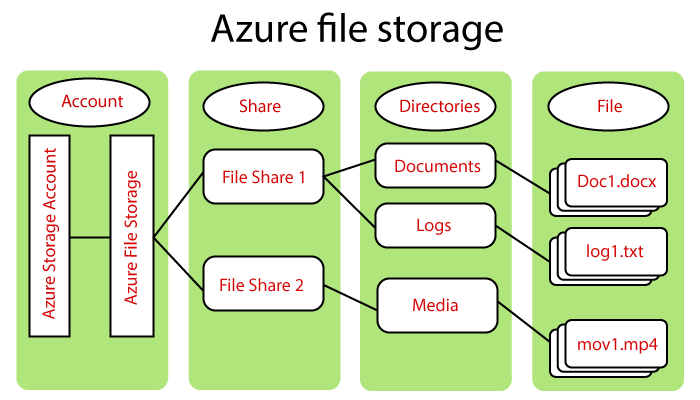 Azure file storage
Account
Share
Directories
File
Azure Storage Account
Azure File Storage
File Share 1
File Share 2
Documents
Logs
Media
Doc1.docx
log1.txt
mov1.mp4